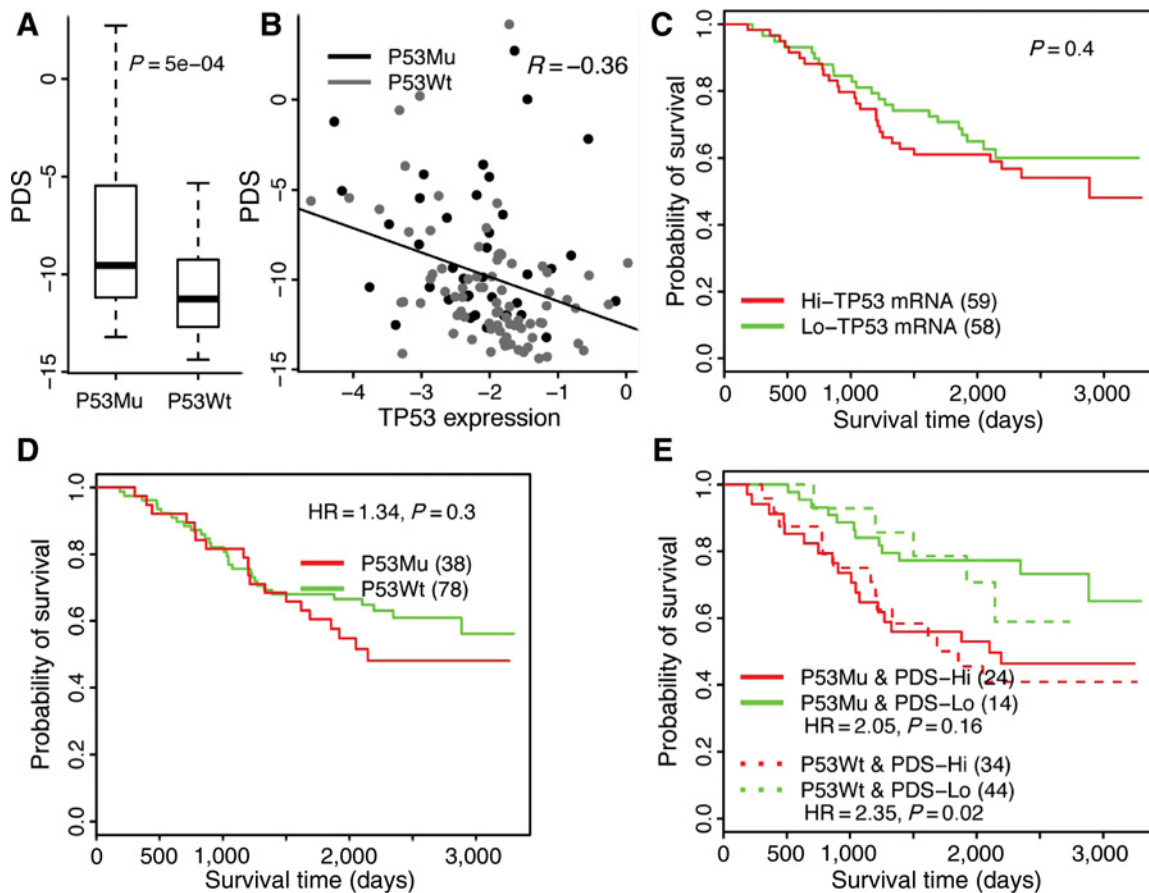 A
PDS
0
−5
−10
−15
P = 5e−04
P53Mu
P53Wt
B
PDS
0
−5
−10
−15
P53Mu
P53Wt
R = −0.36
−4
−3
−2
−1
0
TP53 expression
C
Probability of survival
1.0
0.8
0.6
0.4
0.2
0.0
P = 0.4
Hi−TP53 mRNA (59)
Lo−TP53 mRNA (58)
0
500
1,000
2,000
3,000
Survival time (days)
D
Probability of survival
1.0
0.8
0.6
0.4
0.2
0.0
HR = 1.34, P = 0.3
P53Mu (38)
P53Wt (78)
0
500
1,000
2,000
3,000
Survival time (days)
E
Probability of survival
1.0
0.8
0.6
0.4
0.2
0.0
P53Mu & PDS−Hi (24)
P53Mu & PDS−Lo (14)
HR = 2.05, P = 0.16
P53Wt & PDS−Hi (34)
P53Wt & PDS−Lo (44)
HR = 2.35, P = 0.02
0
500
1,000
2,000
3,000
Survival time (days)